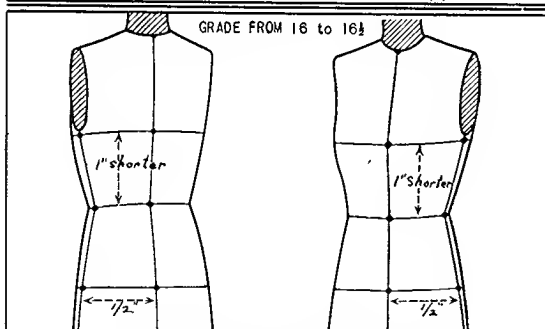 GRADE FROM 16 to 16½
1" shorter
1" Shorter
1/2"
1/2"